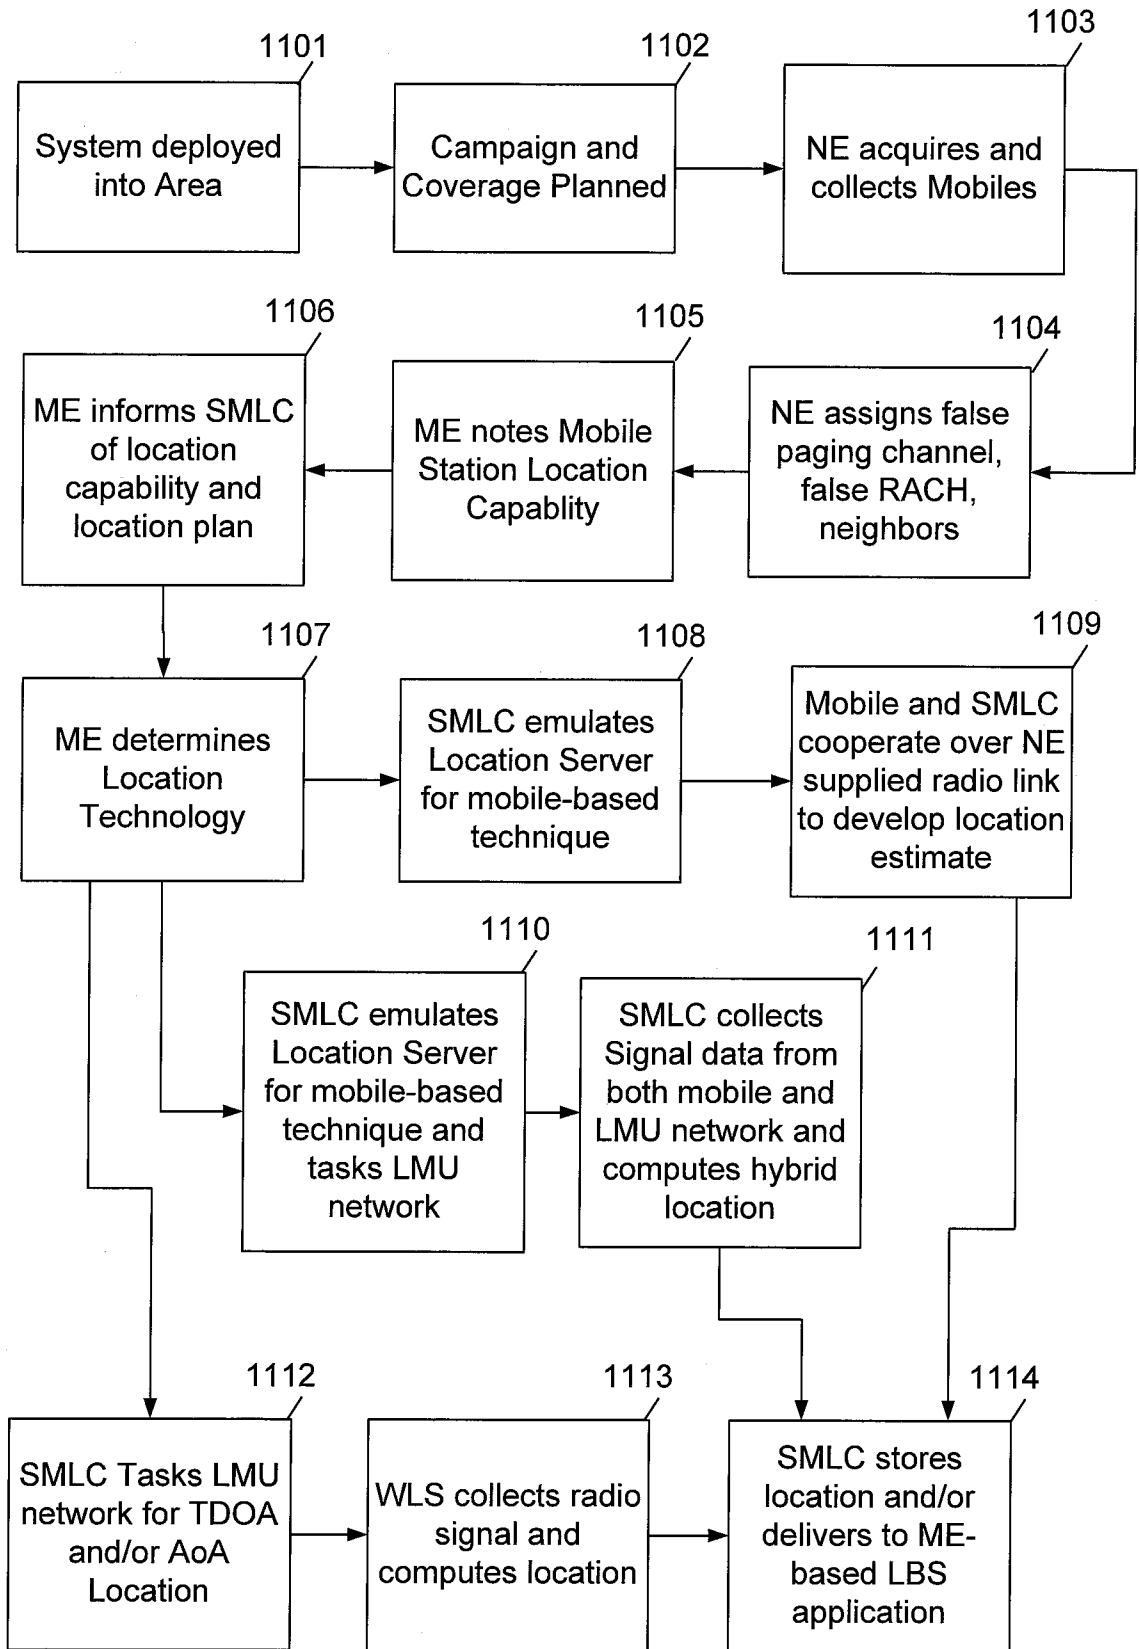 1101
System deployed
into Area
1102
Campaign and
Coverage Planned
1103
NE acquires and
collects Mobiles
1104
NE assigns false
paging channel,
false RACH,
neighbors
1105
ME notes Mobile
Station Location
Capablity
1106
ME informs SMLC
of location
capability and
location plan
1107
ME determines
Location
Technology
1108
SMLC emulates
Location Server
for mobile-based
technique
1109
Mobile and SMLC
cooperate over NE
supplied radio link
to develop location
estimate
1110
SMLC emulates
Location Server
for mobile-based
technique and
tasks LMU
network
1111
SMLC collects
Signal data from
both mobile and
LMU network and
computes hybrid
location
1112
SMLC Tasks LMU
network for TDOA
and/or AoA
Location
1113
WLS collects radio
signal and
computes location
1114
SMLC stores
location and/or
delivers to ME-
based LBS
application